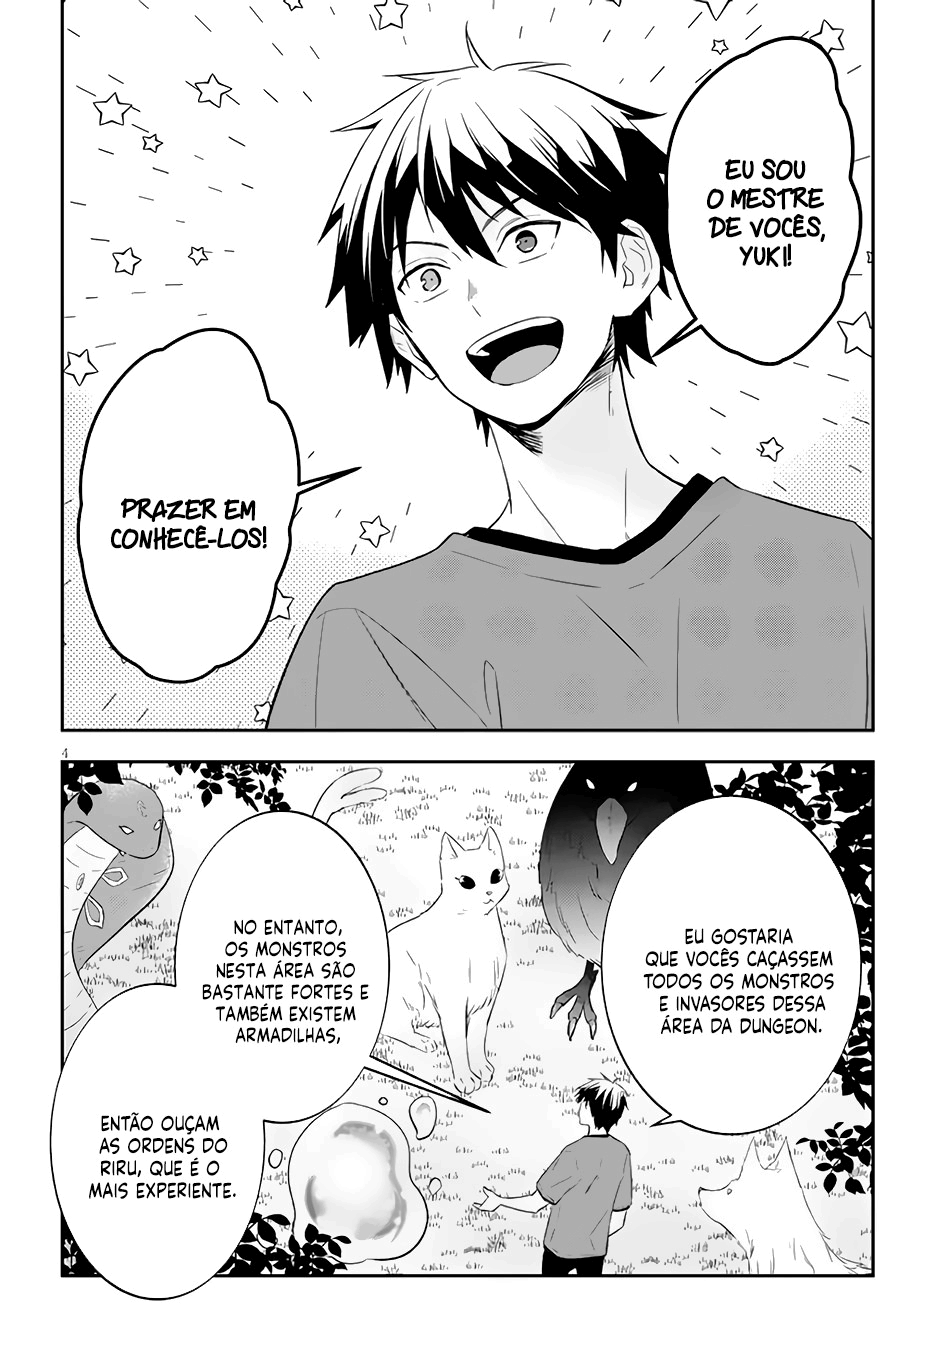 EU SOU
O MESTRE
DE VOCÊS,
YUKI!
PRAZER EM
CONHECÊ-LOS!
4
EU GOSTARIA
QUE VOCÊS CAÇASSEM
TODOS OS MONSTROS
E INVASORES DESSA
ÁREA DA DUNGEON.
NO ENTANTO,
OS MONSTROS
NESTA ÁREA SÃO
BASTANTE FORTES E
TAMBÉM EXISTEM
ARMADILHAS,
ENTÃO OUÇAM
AS ORDENS DO
RIRU, QUE É O
MAIS EXPERIENTE.